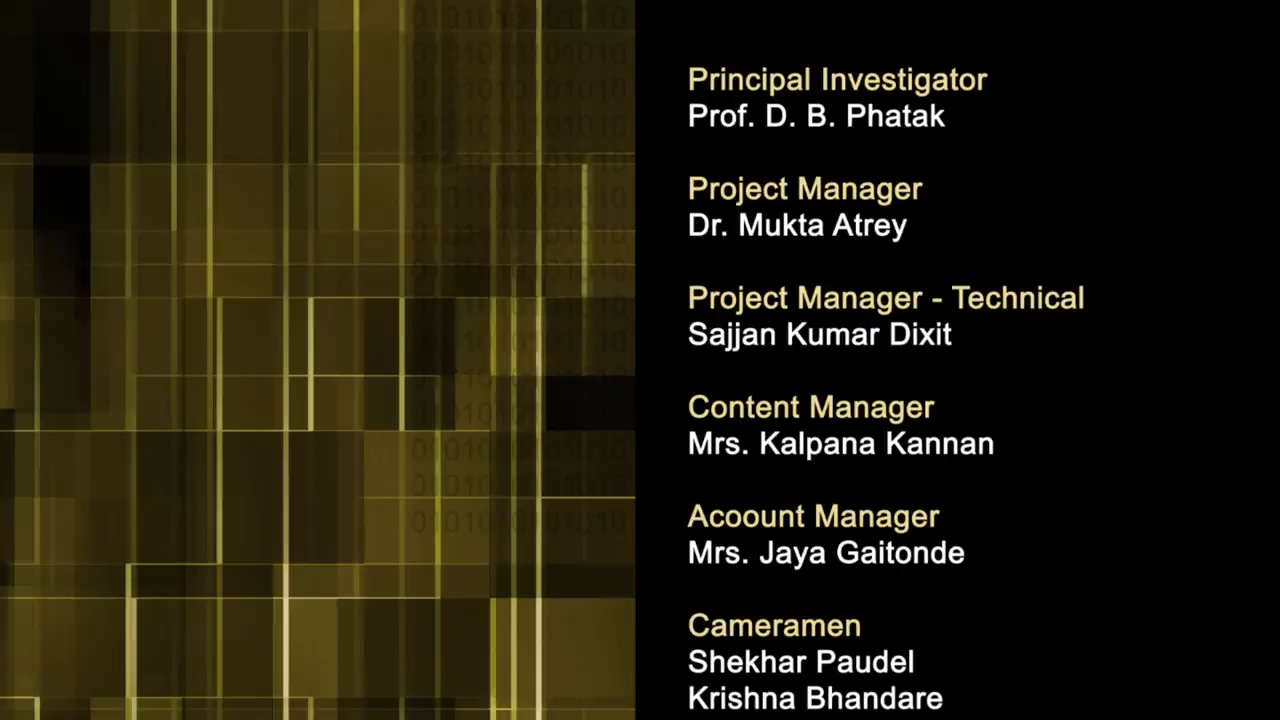 Principal Investigator
Prof. D. B. Phatak
Project Manager
Dr. Mukta Atrey
Project Manager - Technical
Sajjan Kumar Dixit
Content Manager
Mrs. Kalpana Kannan
Acoount Manager
Mrs. Jaya Gaitonde
Cameramen
Shekhar Paudel
Krishna Bhandare